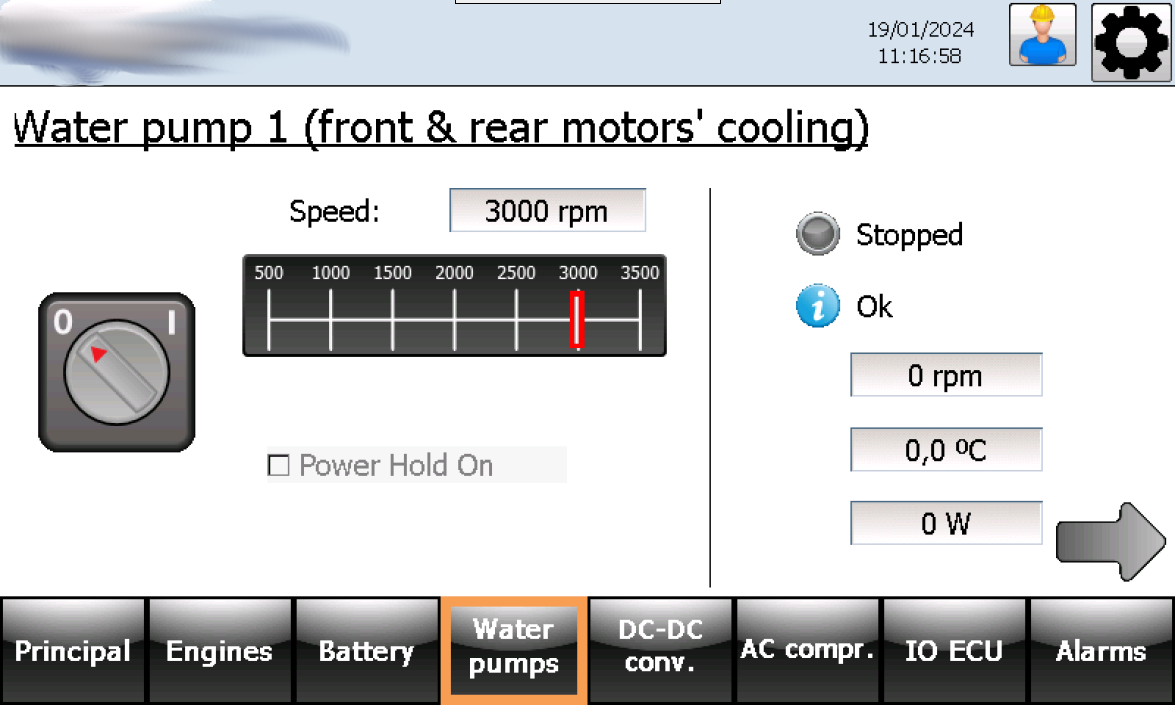 19/01/2024
11:16:58
Water pump 1 (front & rear motors' cooling)
Speed:
3000 rpm
500 1000 1500 2000 2500 3000 3500
0 I
Power Hold On
Stopped
i
Ok
0 rpm
0,0 ºC
0 W
Principal
Engines
Battery
Water
pumps
DC-DC
conv.
AC compr.
IO ECU
Alarms